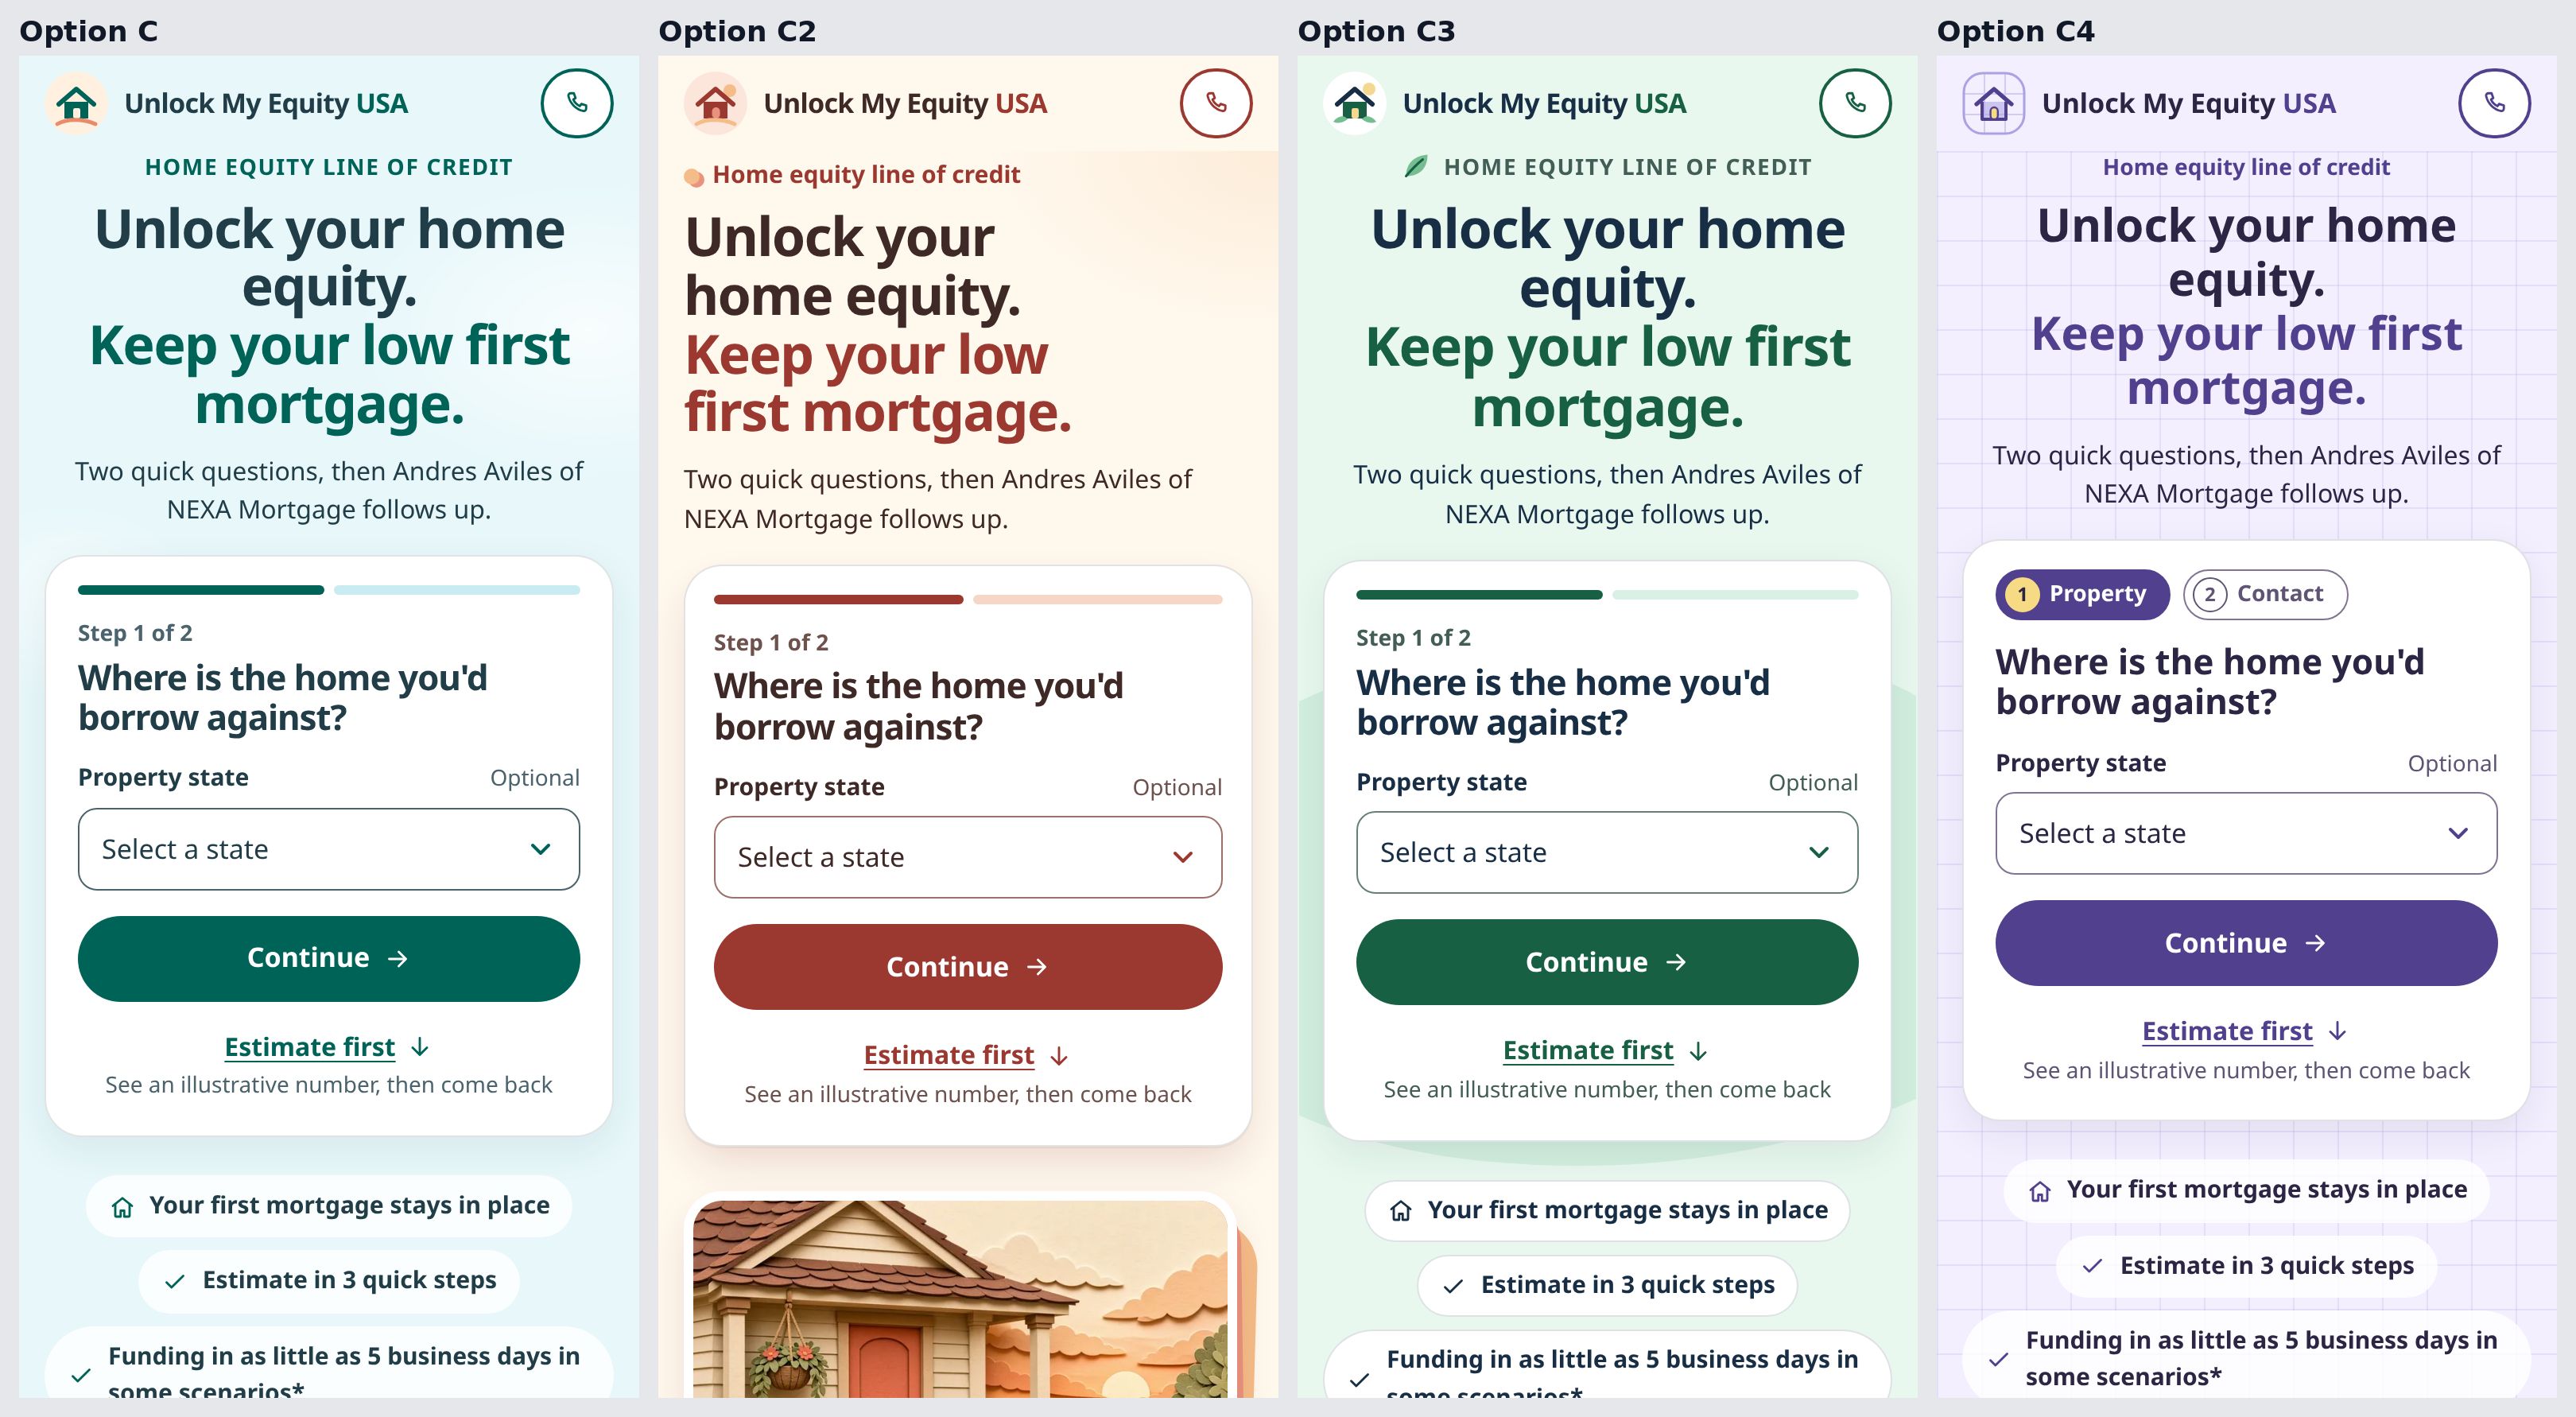 Option C
Unlock My Equity USA
HOME EQUITY LINE OF CREDIT
Unlock your home
equity.
Keep your low first
mortgage.
Two quick questions, then Andres Aviles of
NEXA Mortgage follows up.
Step 1 of 2
Where is the home you'd
borrow against?
Property state Optional
Select a state
Continue →
Estimate first ↓
See an illustrative number, then come back
Your first mortgage stays in place
Estimate in 3 quick steps
Funding in as little as 5 business days in
some scenarios*
Option C2
Unlock My Equity USA
Home equity line of credit
Unlock your
home equity.
Keep your low
first mortgage.
Two quick questions, then Andres Aviles of
NEXA Mortgage follows up.
Step 1 of 2
Where is the home you'd
borrow against?
Property state Optional
Select a state
Continue →
Estimate first ↓
See an illustrative number, then come back
Option C3
Unlock My Equity USA
HOME EQUITY LINE OF CREDIT
Unlock your home
equity.
Keep your low first
mortgage.
Two quick questions, then Andres Aviles of
NEXA Mortgage follows up.
Step 1 of 2
Where is the home you'd
borrow against?
Property state Optional
Select a state
Continue →
Estimate first ↓
See an illustrative number, then come back
Your first mortgage stays in place
Estimate in 3 quick steps
Funding in as little as 5 business days in
some scenarios*
Option C4
Unlock My Equity USA
Home equity line of credit
Unlock your home
equity.
Keep your low first
mortgage.
Two quick questions, then Andres Aviles of
NEXA Mortgage follows up.
1 Property 2 Contact
Where is the home you'd
borrow against?
Property state Optional
Select a state
Continue →
Estimate first ↓
See an illustrative number, then come back
Your first mortgage stays in place
Estimate in 3 quick steps
Funding in as little as 5 business days in
some scenarios*